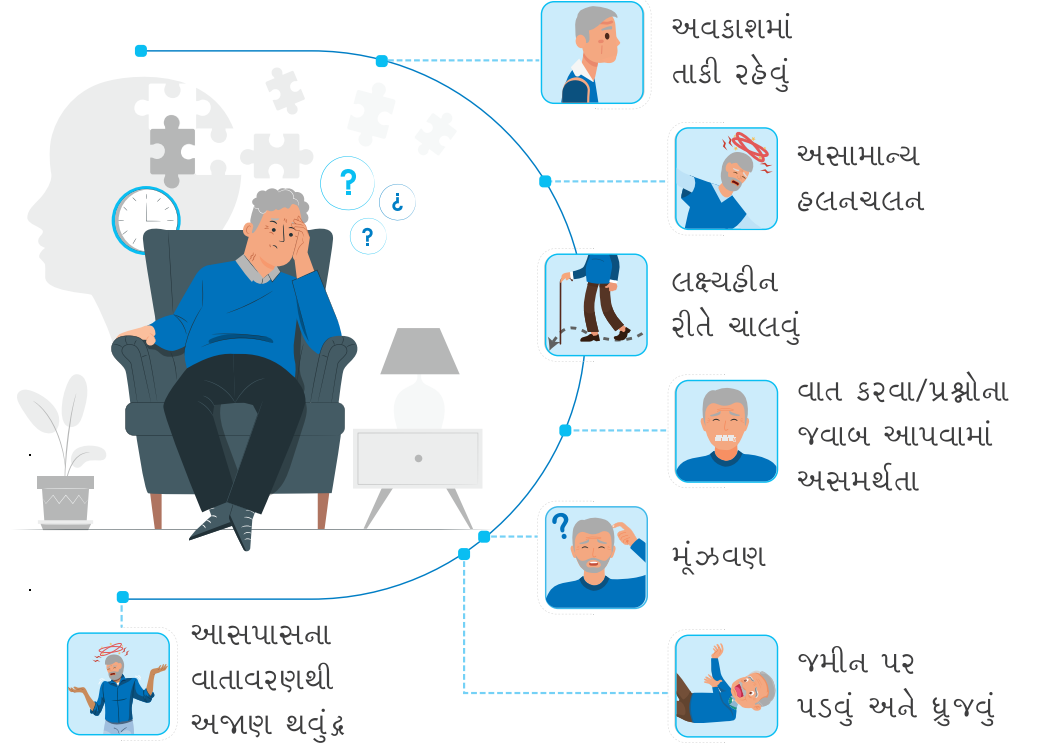 અવકાશમાં
તાકી રહેવું
અસામાન્ય
હલનચલન
લક્ષ્યહીન
રીતે ચાલવું
વાત કરવા/પ્રશ્નોના
જવાબ આપવામાં
અસમર્થતા
મૂંઝવણ
જમીન પર
પડવું અને ધ્રુજવું
આસપાસના
વાતાવરણથી
અજાણ થવુંદ્ર
? ¿ ?
?